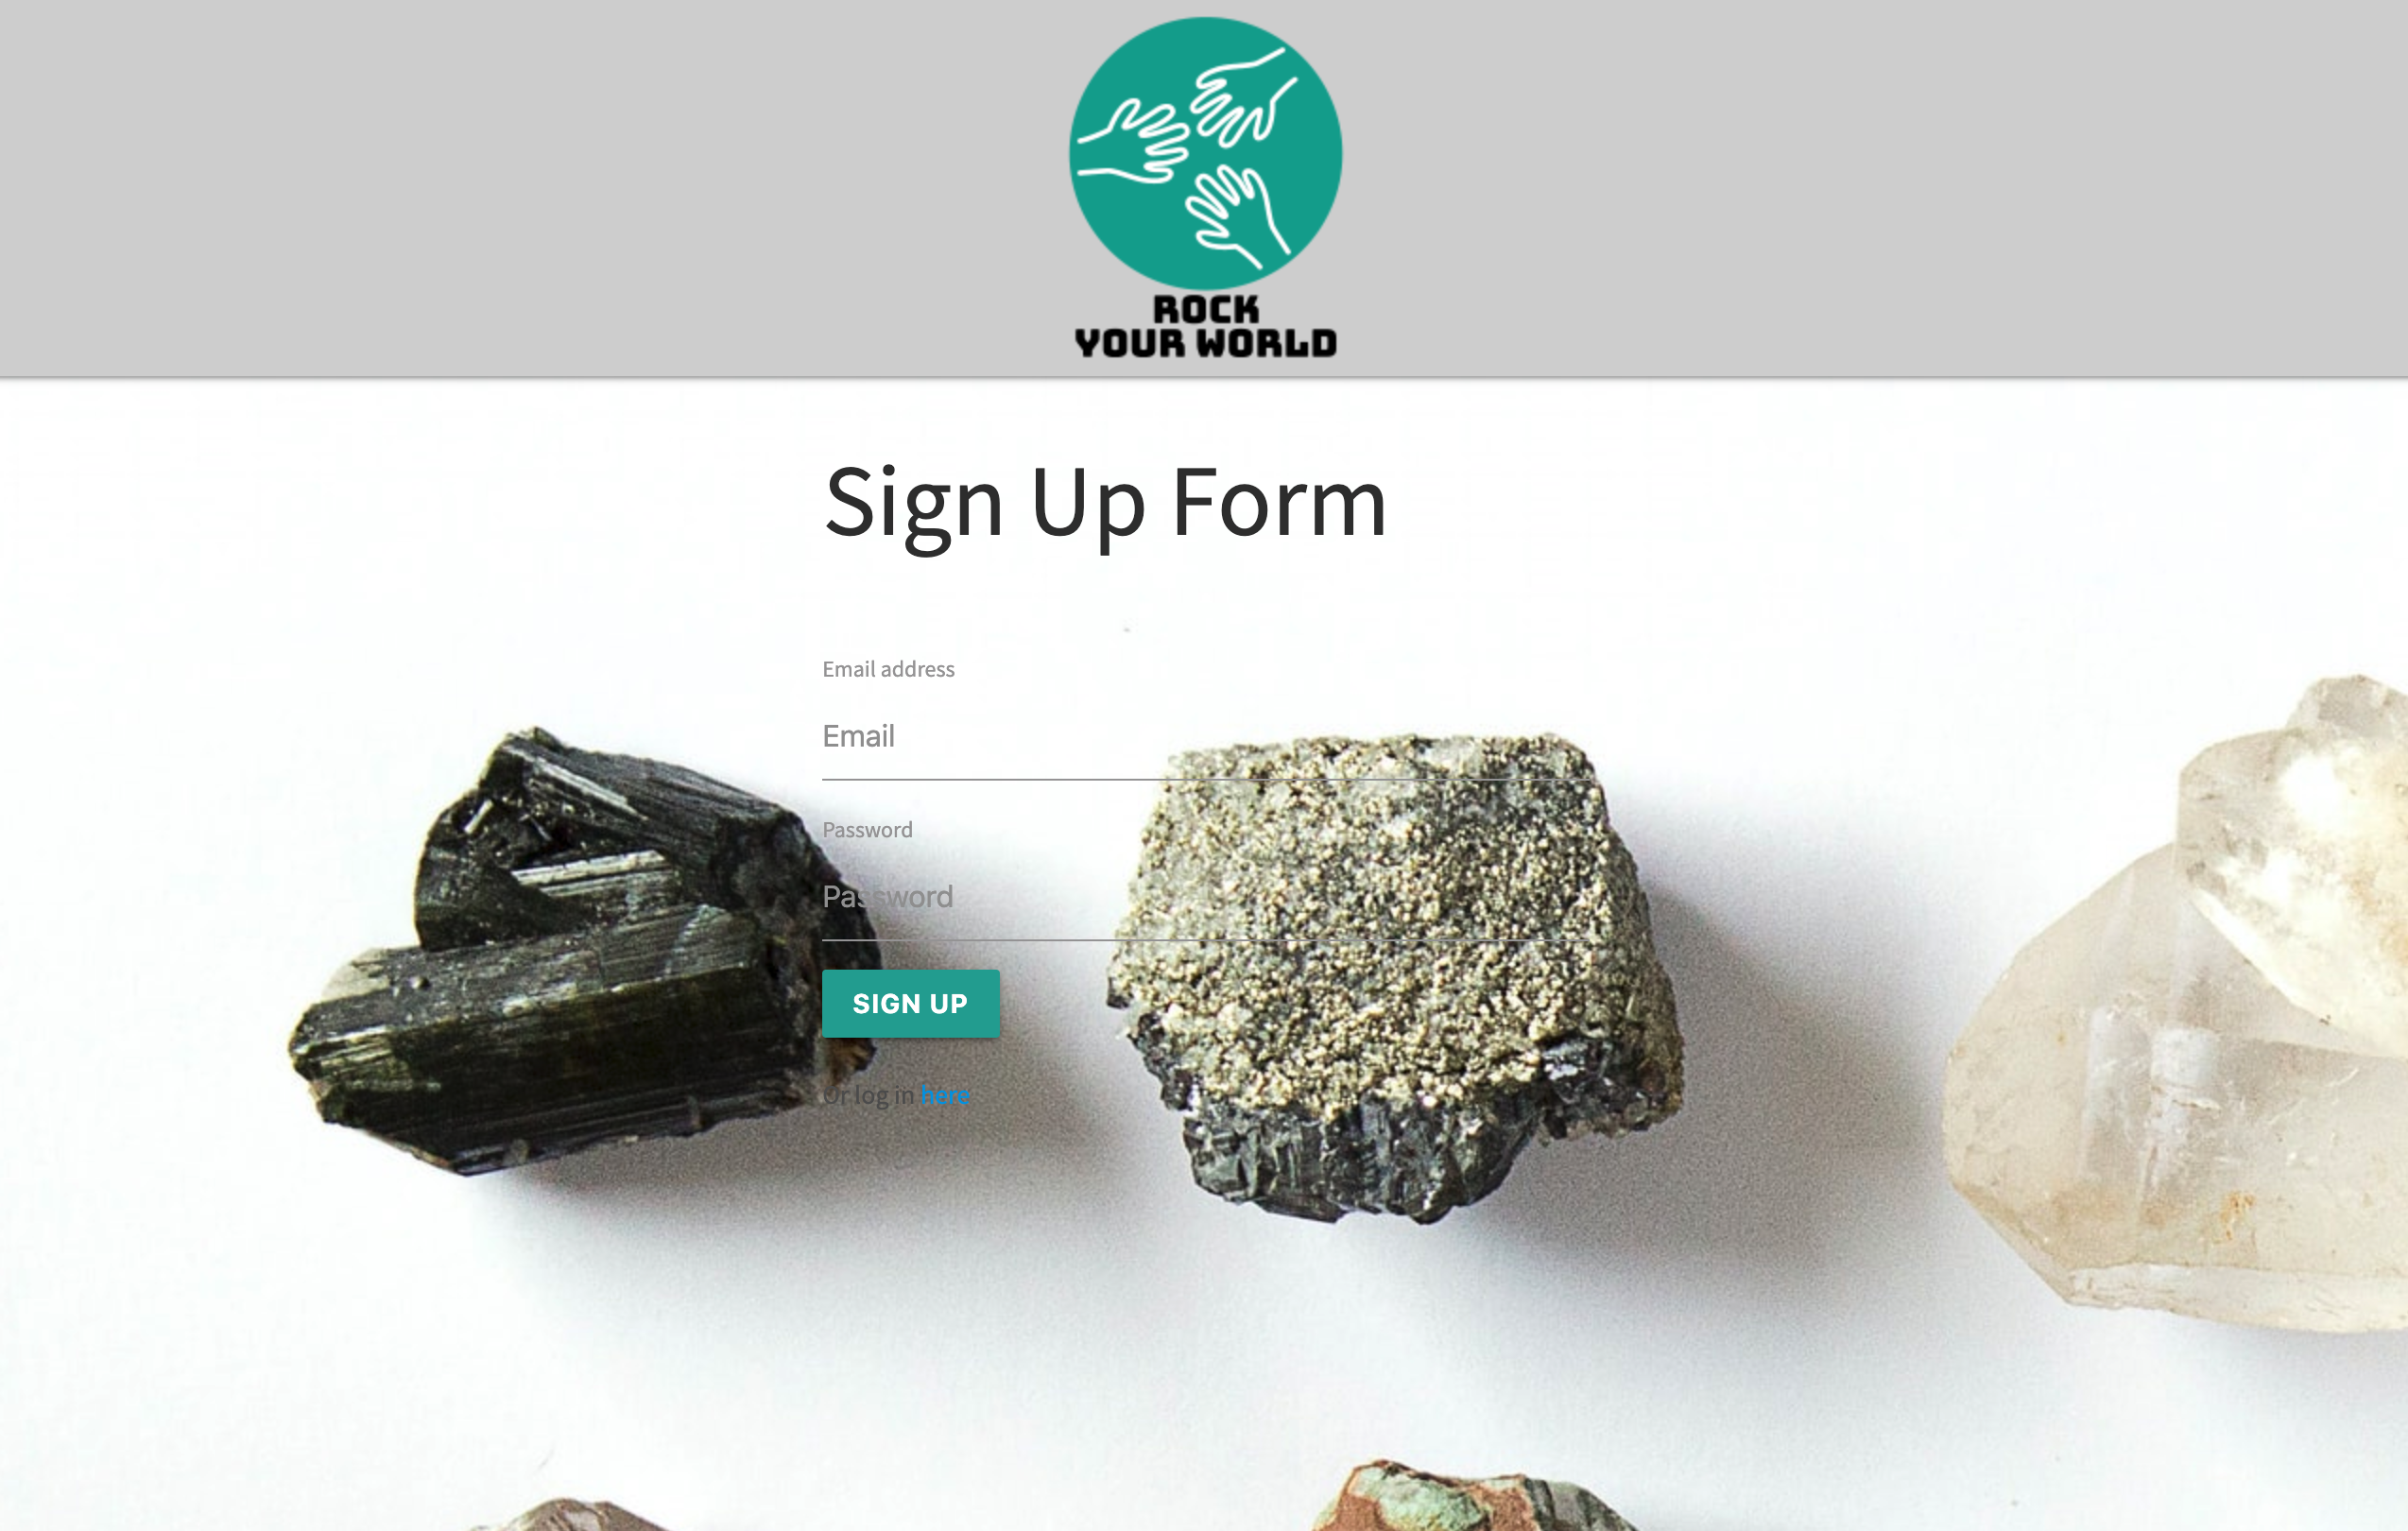 ROCK
YOUR WORLD
Sign Up Form
Email address
Email
Password
Password
SIGN UP
Or log in here